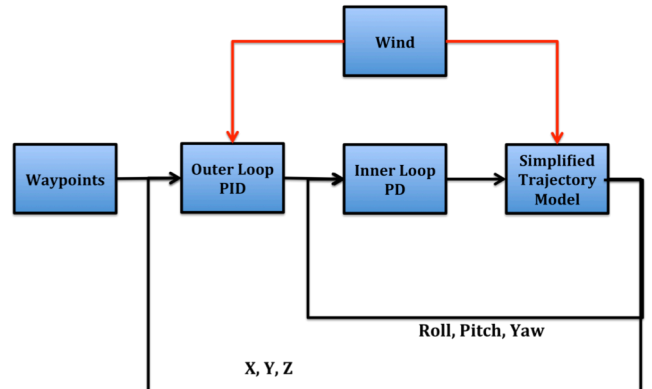 Wind
Waypoints
Outer Loop
PID
Inner Loop
PD
Simplified
Trajectory
Model
Roll, Pitch, Yaw
X, Y, Z